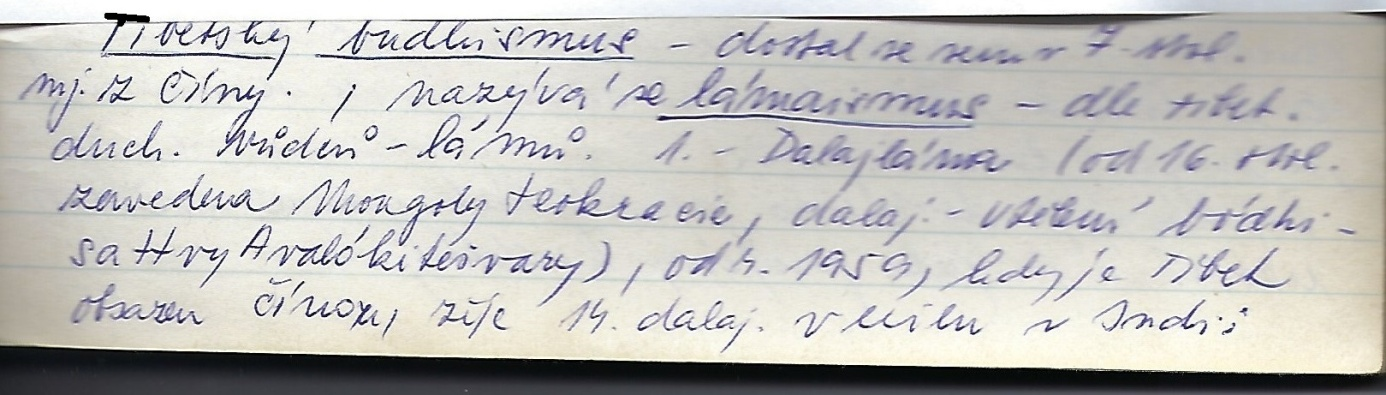 Tibetský budhismus - dostal se sem v 7. stol.
mj. z Číny. , nazývá se lámaismus - dle tibet.
duch. vůdců - lámů. 1. - Dalajláma (od 16. stol.
zavedena Mongoly teokracie, dalaj. - vtělení bódhi-
sattvy Avalókitéšvary), od r. 1959, kdy je Tibet
obsazen Čínou, žije 14. dalaj. v exilu v Indii